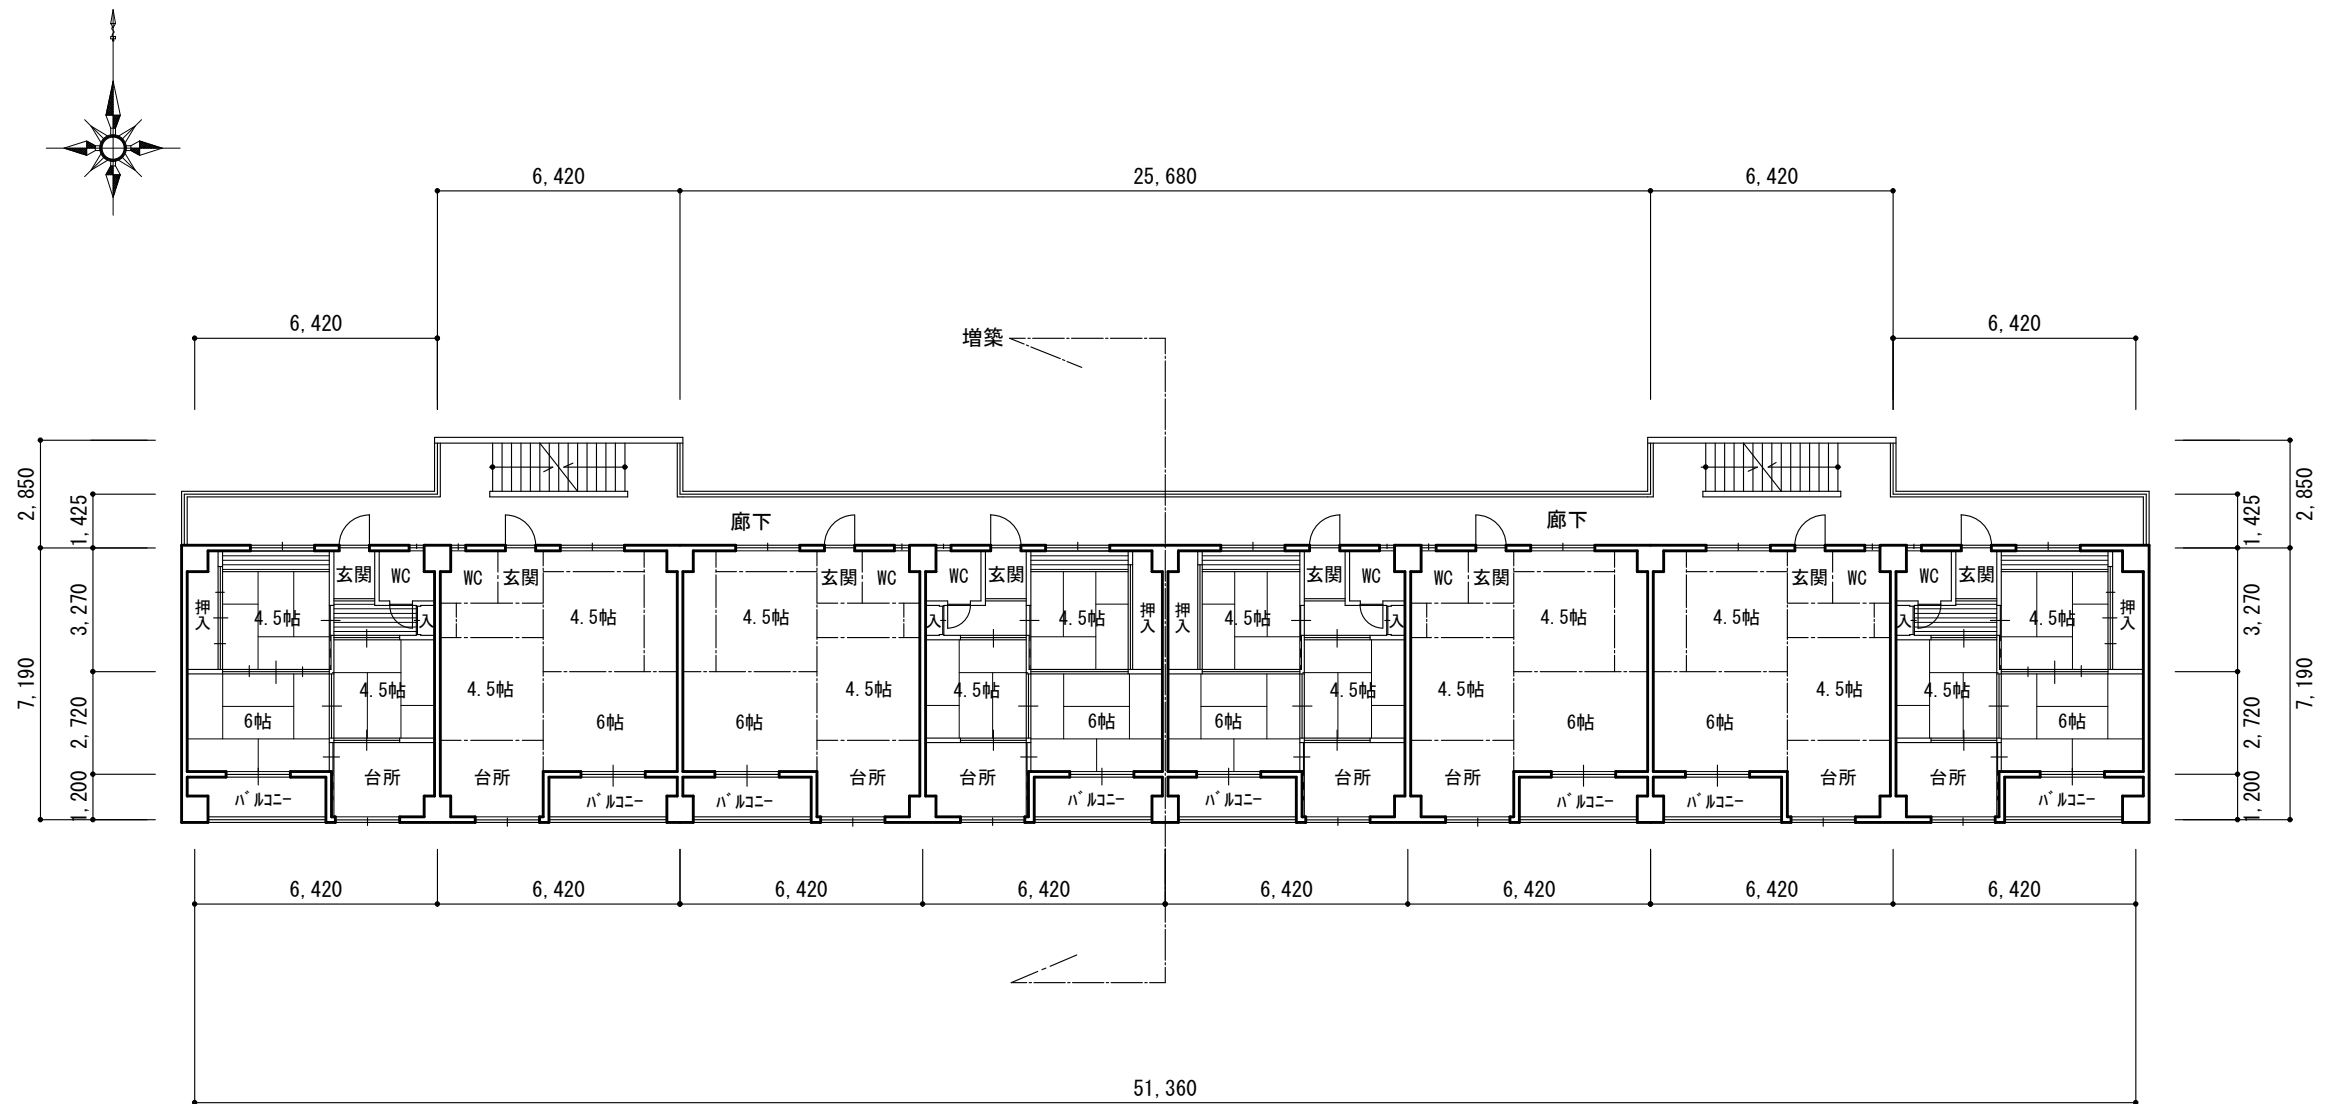 6,420 25,680 6,420
6,420 増築 6,420
2,850 1,425 1,425 2,850
廊下 廊下
7,190 3,270 2,720 1,200
3,270 2,720 1,200 7,190
玄関 WC WC 玄関 玄関 WC WC 玄関 玄関 WC WC 玄関 玄関 WC WC 玄関
押入 4.5帖 入 4.5帖 4.5帖 入 4.5帖 押入 押入 4.5帖 入 4.5帖 4.5帖 入 4.5帖 押入
4.5帖 4.5帖 4.5帖 4.5帖 4.5帖 4.5帖 4.5帖 4.5帖
6帖 6帖 6帖 6帖 6帖 6帖 6帖 6帖
台所 台所 台所 台所 台所 台所 台所 台所
バルコニー バルコニー バルコニー バルコニー バルコニー バルコニー バルコニー バルコニー
6,420 6,420 6,420 6,420 6,420 6,420 6,420 6,420
51,360